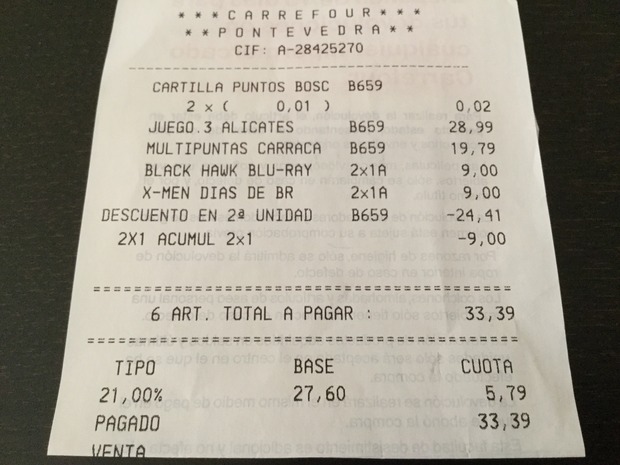 ***CARREFOUR***
**PONTEVEDRA**
CIF: A-28425270
CARTILLA PUNTOS BOSC B659
2 x ( 0,01 ) 0,02
JUEGO.3 ALICATES B659 28,99
MULTIPUNTAS CARRACA B659 19,79
BLACK HAWK BLU-RAY 2x1A 9,00
X-MEN DIAS DE BR 2x1A 9,00
DESCUENTO EN 2ª UNIDAD B659 -24,41
2X1 ACUMUL 2x1 -9,00
6 ART. TOTAL A PAGAR : 33,39
TIPO BASE CUOTA
21,00% 27,60 5,79
PAGADO 33,39
VENTA